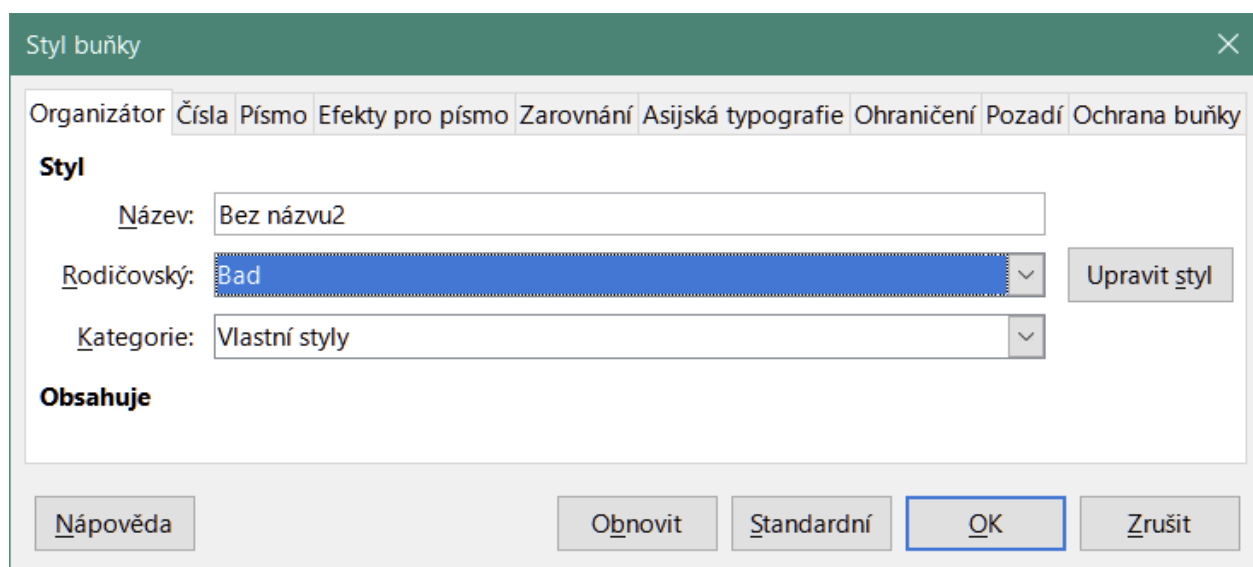 Styl buňky
Organizátor Čísla Písmo Efekty pro písmo Zarovnání Asijská typografie Ohraničení Pozadí Ochrana buňky
Styl
Název: Bez názvu2
Rodičovský: Bad Upravit styl
Kategorie: Vlastní styly
Obsahuje
Nápověda Obnovit Standardní OK Zrušit